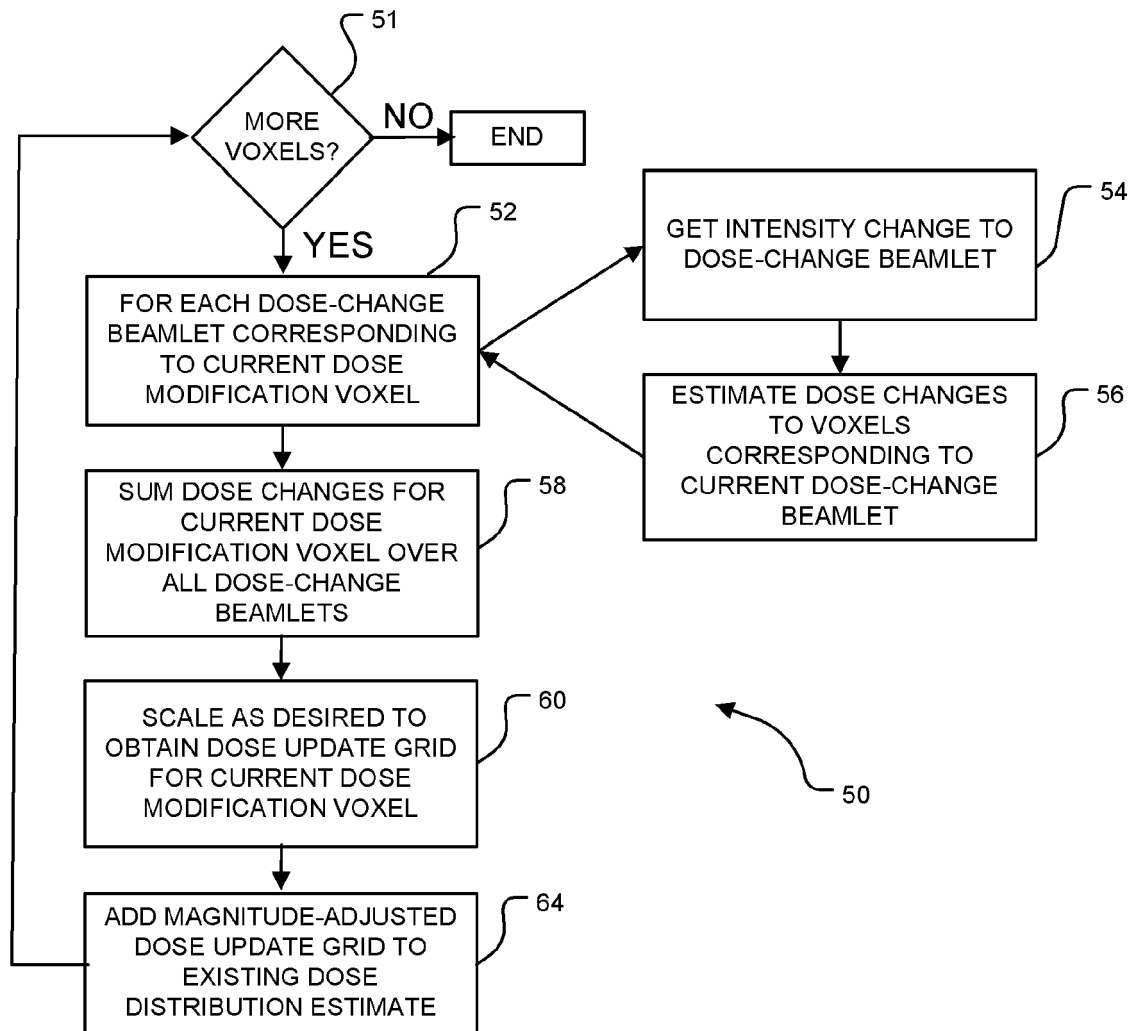 51
MORE
VOXELS?
NO
END
YES
52
FOR EACH DOSE-CHANGE
BEAMLET CORRESPONDING
TO CURRENT DOSE
MODIFICATION VOXEL
54
GET INTENSITY CHANGE TO
DOSE-CHANGE BEAMLET
56
ESTIMATE DOSE CHANGES
TO VOXELS
CORRESPONDING TO
CURRENT DOSE-CHANGE
BEAMLET
58
SUM DOSE CHANGES FOR
CURRENT DOSE
MODIFICATION VOXEL OVER
ALL DOSE-CHANGE
BEAMLETS
60
SCALE AS DESIRED TO
OBTAIN DOSE UPDATE GRID
FOR CURRENT DOSE
MODIFICATION VOXEL
50
64
ADD MAGNITUDE-ADJUSTED
DOSE UPDATE GRID TO
EXISTING DOSE
DISTRIBUTION ESTIMATE